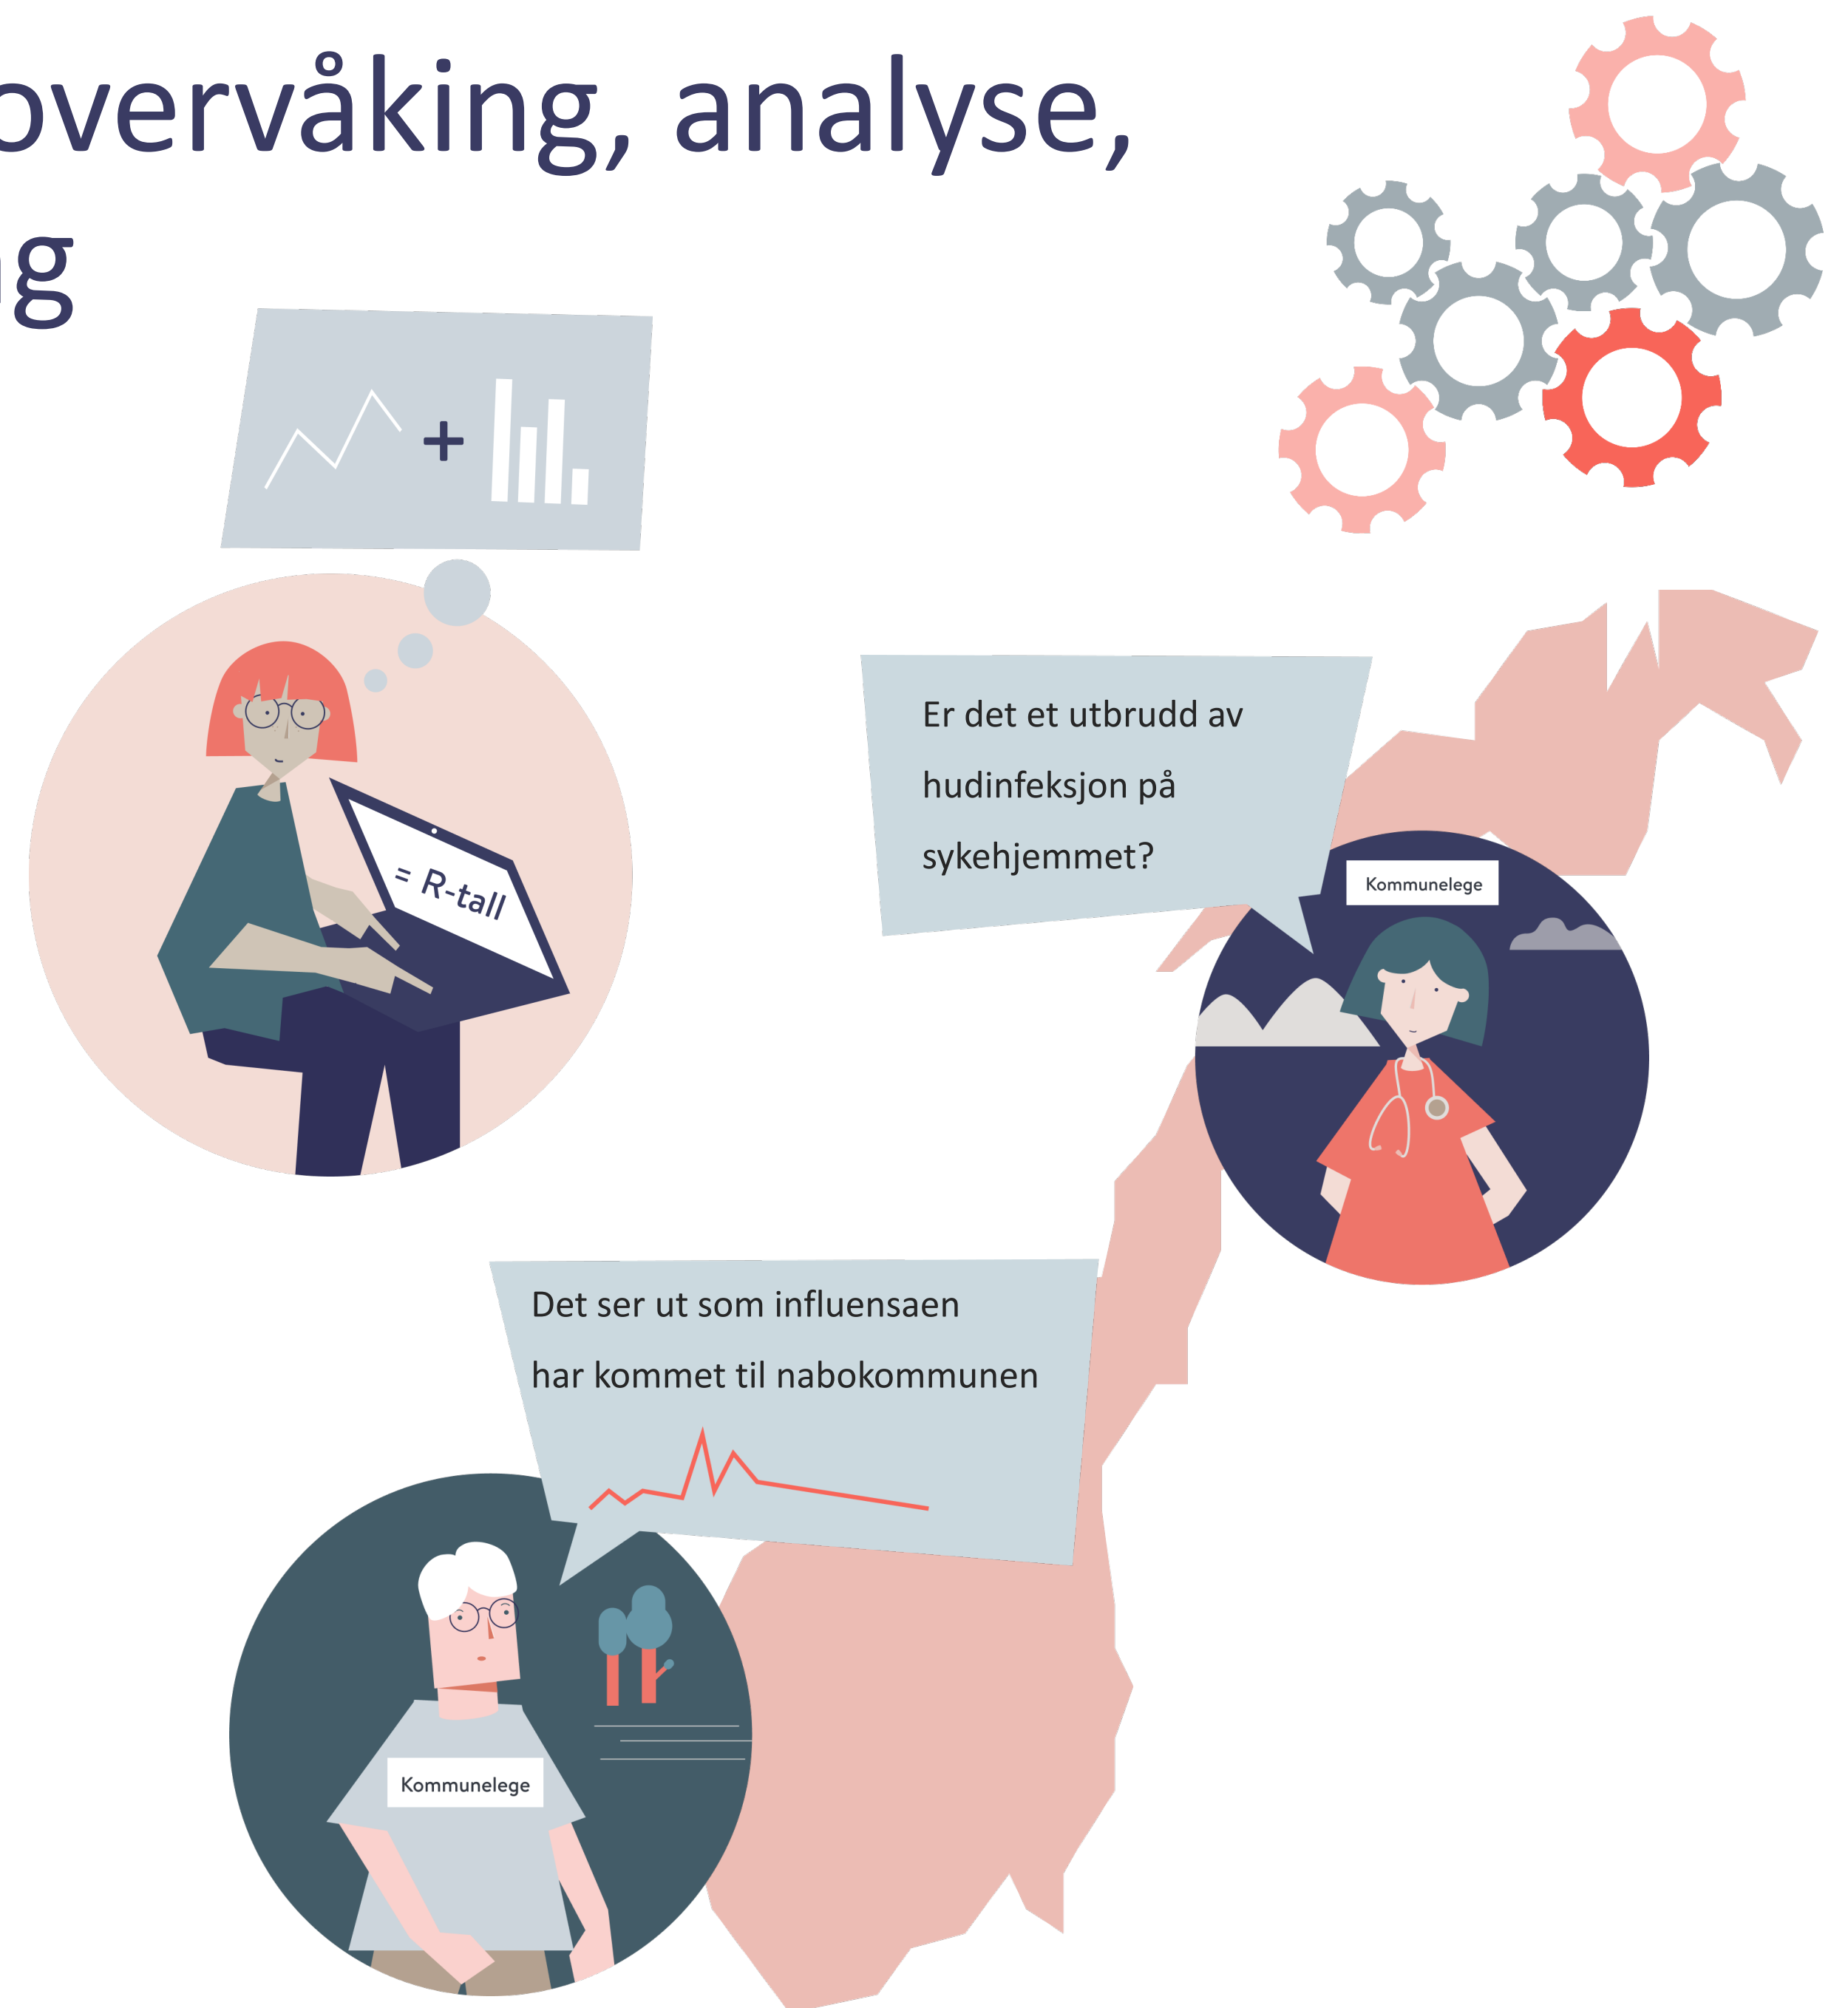 overvåking, analyse,
g
+
= R-tall
Er det et utbrudd av
hudinfeksjon på
sykehjemmet?
Kommunelege
Det ser ut som influensaen
har kommet til nabokommunen
Kommunelege